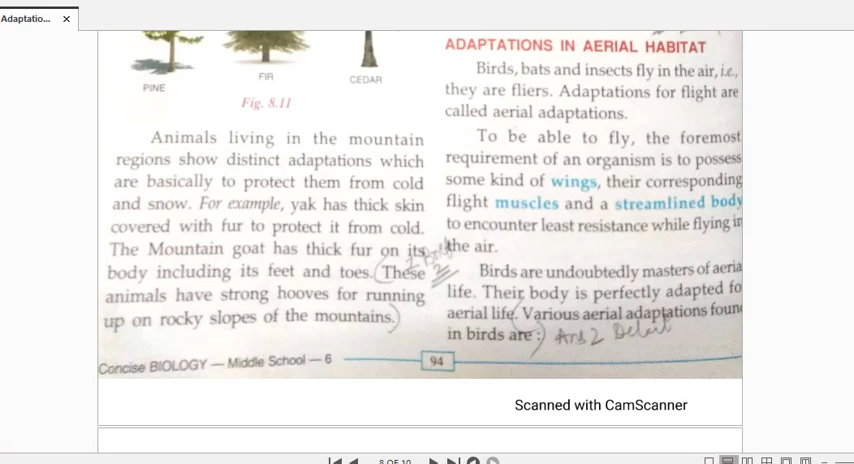 Adaptatio... ×
PINE
FIR
CEDAR
Fig. 8.11
Animals living in the mountain
regions show distinct adaptations which
are basically to protect them from cold
and snow. For example, yak has thick skin
covered with fur to protect it from cold.
The Mountain goat has thick fur on its
body including its feet and toes. (These
animals have strong hooves for running
up on rocky slopes of the mountains.)
Concise BIOLOGY — Middle School — 6
94
ADAPTATIONS IN AERIAL HABITAT
Birds, bats and insects fly in the air, i.e.,
they are fliers. Adaptations for flight are
called aerial adaptations.
To be able to fly, the foremost
requirement of an organism is to possess
some kind of wings, their corresponding
flight muscles and a streamlined body
to encounter least resistance while flying in
the air.
Birds are undoubtedly masters of aeria
life. Their body is perfectly adapted fo
aerial life. (Various aerial adaptations foun
in birds are :) Ans 2 Detail
Scanned with CamScanner
8 OF 10